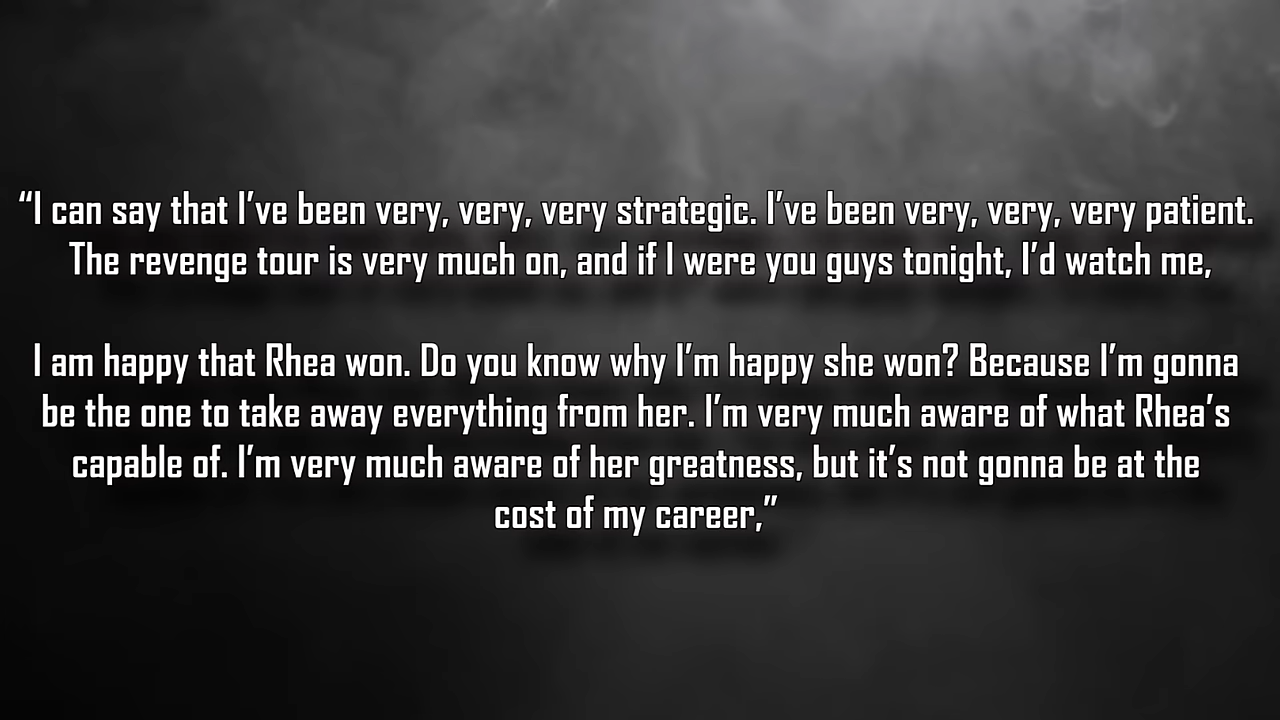 “I can say that I’ve been very, very, very strategic. I’ve been very, very, very patient.
The revenge tour is very much on, and if I were you guys tonight, I’d watch me,
I am happy that Rhea won. Do you know why I’m happy she won? Because I’m gonna
be the one to take away everything from her. I’m very much aware of what Rhea’s
capable of. I’m very much aware of her greatness, but it’s not gonna be at the
cost of my career,”